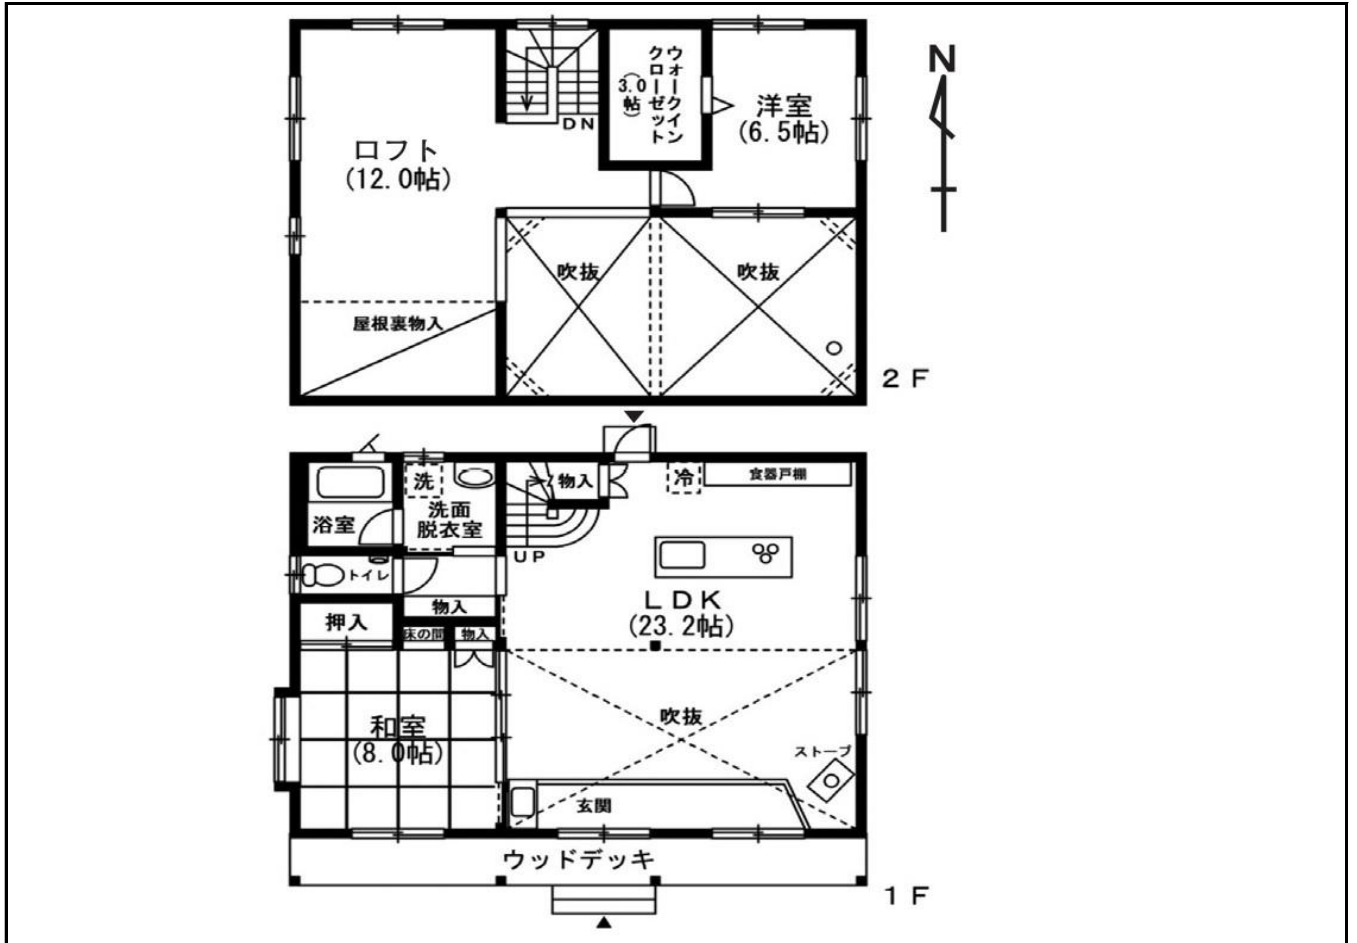 N
ロフト
(12.0帖)
DN
ウォークイン
クローゼット
(3.0帖)
洋室
(6.5帖)
吹抜
吹抜
屋根裏物入
2F
浴室
洗
洗面
脱衣室
物入
冷
食器戸棚
UP
トイレ
物入
押入
床の間
物入
LDK
(23.2帖)
和室
(8.0帖)
吹抜
ストーブ
玄関
ウッドデッキ
1F